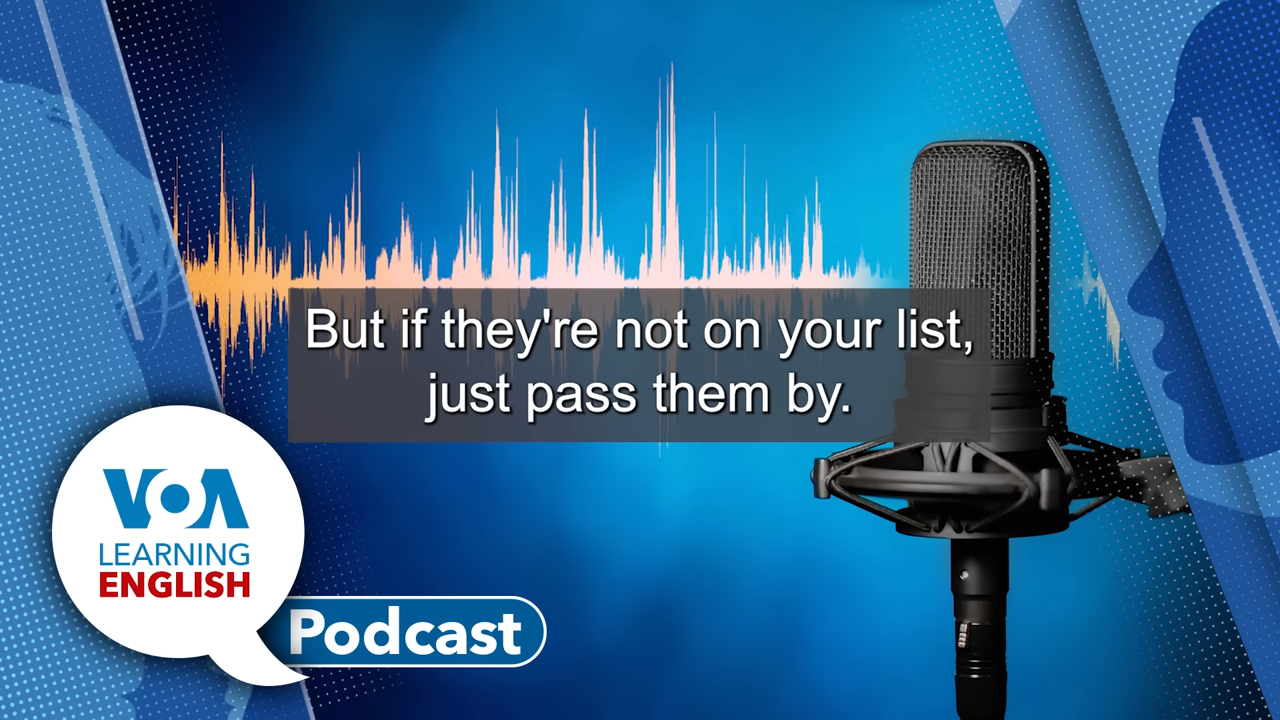 But if they're not on your list,
just pass them by.
VOA
LEARNING
ENGLISH
Podcast